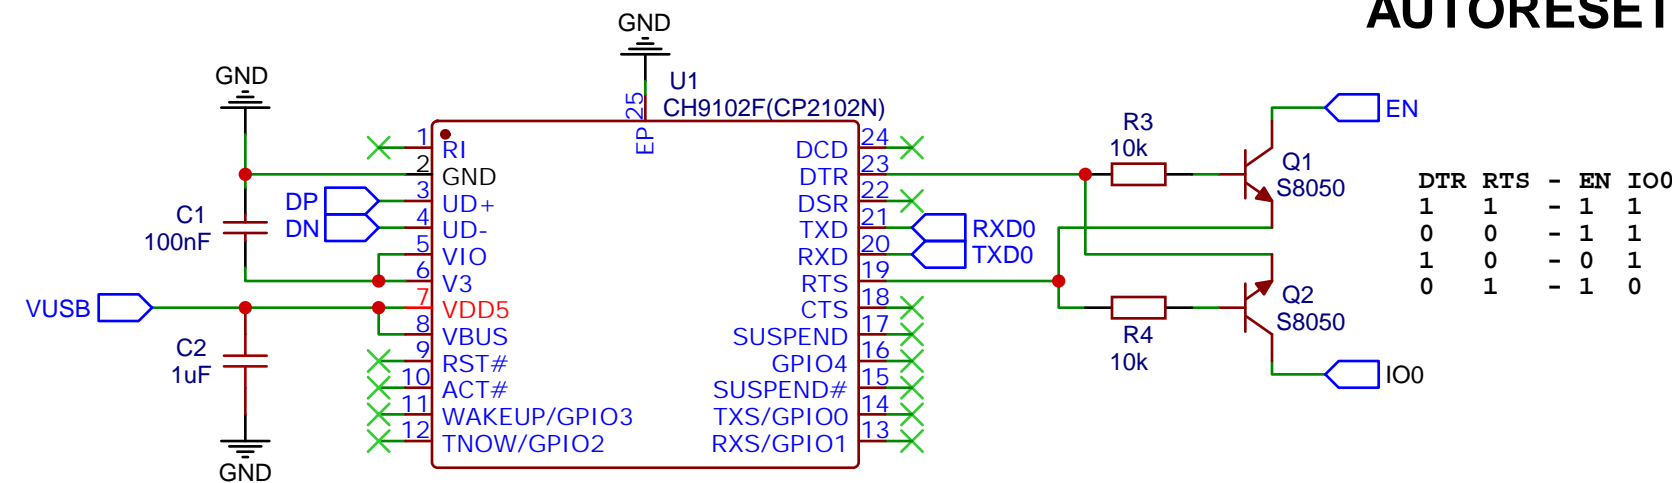 AUTORESET
GND
GND
U1
CH9102F(CP2102N)
25
EP
1 RI
2 GND
3 UD+
4 UD-
5 VIO
6 V3
7 VDD5
8 VBUS
9 RST#
10 ACT#
11 WAKEUP/GPIO3
12 TNOW/GPIO2
DCD 24
DTR 23
DSR 22
TXD 21
RXD 20
RTS 19
CTS 18
SUSPEND 17
GPIO4 16
SUSPEND# 15
TXS/GPIO0 14
RXS/GPIO1 13
DP
DN
C1
100nF
VUSB
C2
1uF
GND
RXD0
TXD0
R3
10k
R4
10k
EN
Q1
S8050
Q2
S8050
IO0
DTR RTS - EN IO0
1 1 - 1 1
0 0 - 1 1
1 0 - 0 1
0 1 - 1 0